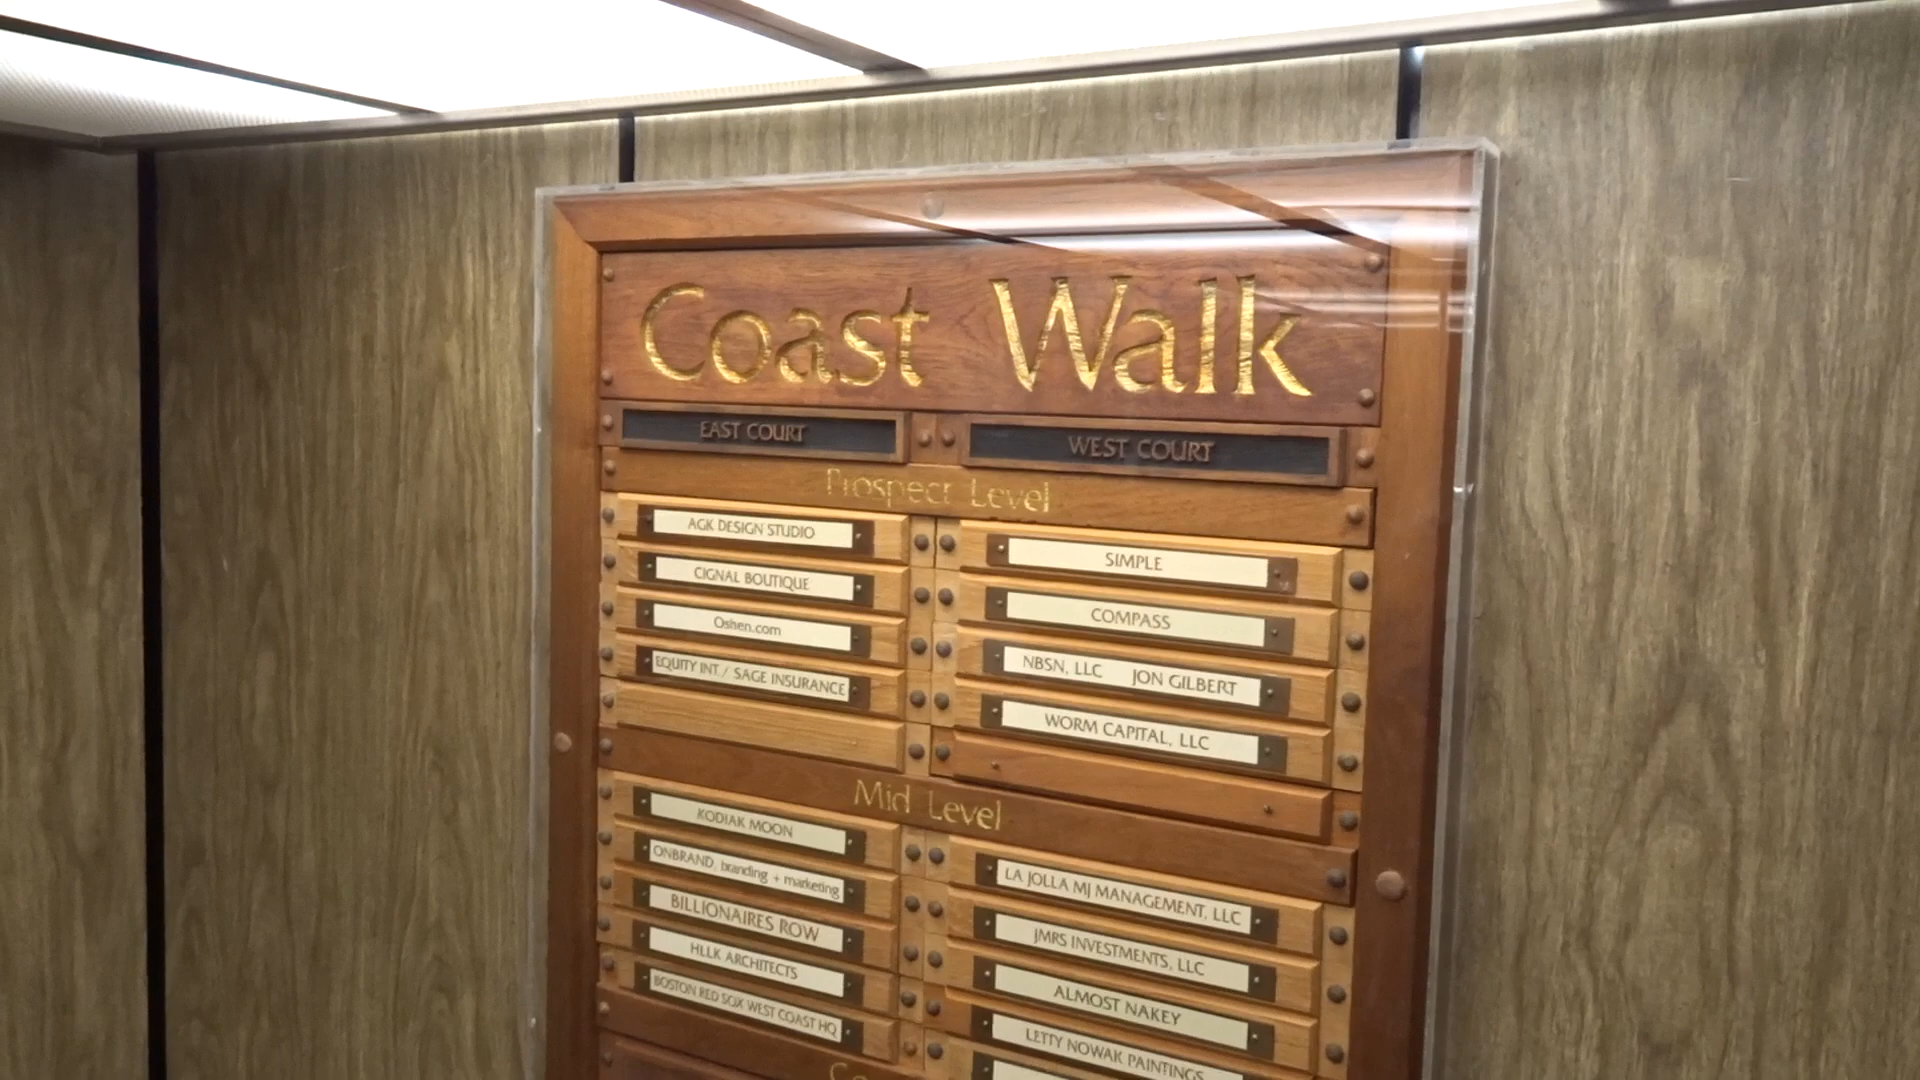 Coast Walk
EAST COURT
WEST COURT
Prospect Level
AGK DESIGN STUDIO
CIGNAL BOUTIQUE
Oshen.com
EQUITY INT./ SAGE INSURANCE
SIMPLE
COMPASS
NBSN, LLC JON GILBERT
WORM CAPITAL, LLC
Mid Level
KODIAK MOON
ONBRAND, branding + marketing
BILLIONAIRES ROW
HLLK ARCHITECTS
BOSTON RED SOX WEST COAST HQ
LA JOLLA MJ MANAGEMENT, LLC
JMRS INVESTMENTS, LLC
ALMOST NAKEY
LETTY NOWAK PAINTINGS